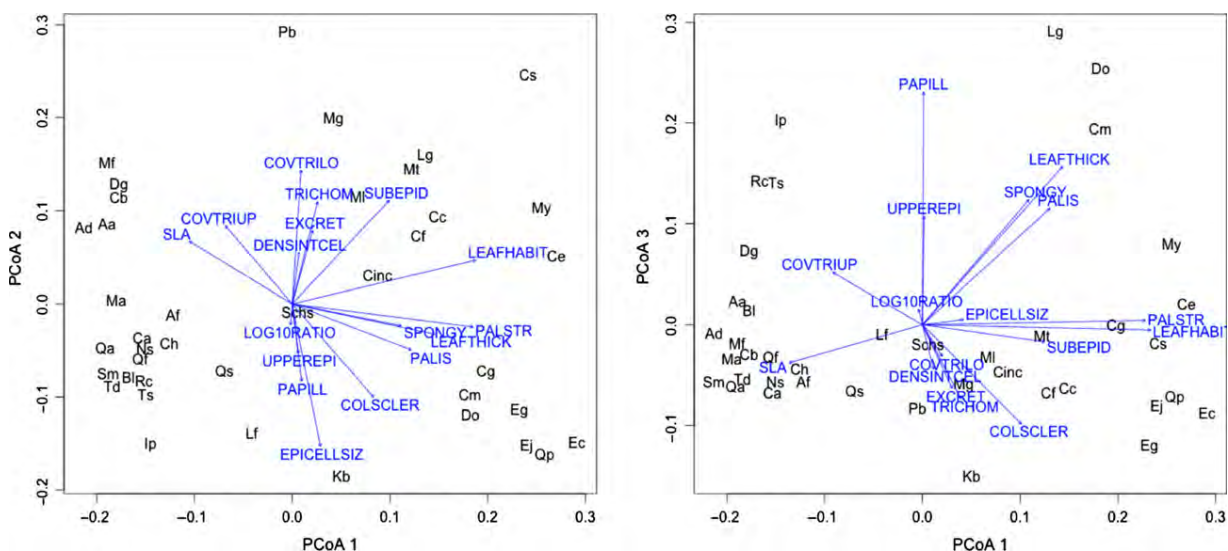 Pb
0.3
Cs
0.2
Mg
Lg
Mf
COVTRILO
Mt
Dg
TRICHOM
Ml
SUBEPID
Cb
0.1
My
COVTRIUP
Cc
Aa
EXCRET
Ad
SLA
Cf
DENSINTCEL
LEAFHABIT
Ce
PCoA 2
Cinc
Ma
0.0
Schs
Af
LOG10RATIO
SPONGY
PALSTR
Ca
Ch
LEAFTHICK
Qa
Ns
PALIS
Qf
UPPEREPI
Sm
Bl
Rc
Qs
Cg
Td
Ts
PAPILL
COLSCLER
Cm
−0.1
Do
Eg
Ip
Lf
EPICELLSIZ
Ej
Ec
Qp
Kb
−0.2
−0.2 −0.1 0.0 0.1 0.2 0.3
PCoA 1
0.3
Lg
Do
PAPILL
0.2
Ip
Cm
LEAFTHICK
Rc
Ts
SPONGY
PALIS
UPPEREPI
0.1
Dg
My
COVTRIUP
PCoA 3
Aa
LOG10RATIO
Ce
Bl
EPICELLSIZ
PALSTR
0.0
Cg
LEAFHABIT
Ad
Lf
Mt
Mf
Schs
SUBEPID
Cs
Cb
Qf
Ma
SLA
Ch
COVTRILO
Ml
Cinc
Td
DENSINTCEL
Sm
Qa
Ns
Af
Mg
Ca
Qs
EXCRET
Cf
Cc
Qp
Pb
TRICHOM
Ej
Ec
−0.1
COLSCLER
Eg
Kb
−0.2 −0.1 0.0 0.1 0.2 0.3
PCoA 1